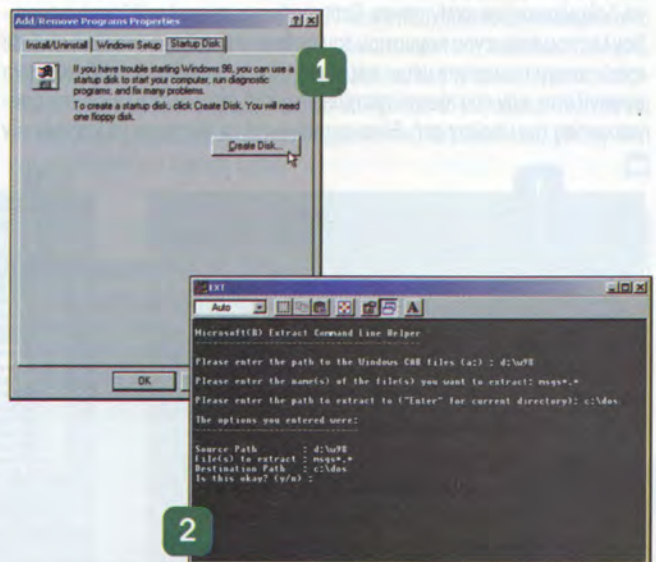 Add/Remove Programs Properties
Install/Uninstall Windows Setup Startup Disk
If you have trouble starting Windows 98, you can use a
startup disk to start your computer, run diagnostic
programs, and fix many problems.
To create a startup disk, click Create Disk. You will need
one floppy disk.
Create Disk...
1
OK
EXT
Auto
A
Microsoft(R) Extract Command Line Helper
Please enter the path to the Windows CAB files (a:) : d:\w98
Please enter the name(s) of the file(s) you want to extract: msgs*.*
Please enter the path to extract to ("Enter" for current directory): c:\dos
The options you entered were:
Source Path : d:\w98
File(s) to extract : msgs*.*
Destination Path : c:\dos
Is this okay? (y/n) :
2